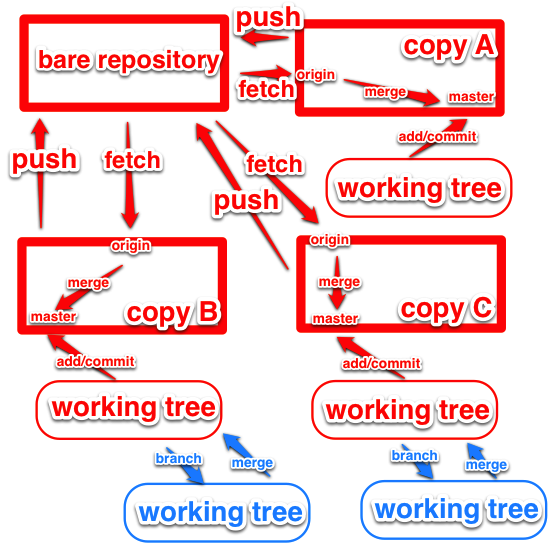 push
bare repository
copy A
fetch
origin
merge
master
add/commit
working tree
push
fetch
fetch
push
origin
merge
master
copy B
origin
merge
master
copy C
add/commit
working tree
add/commit
working tree
branch
merge
working tree
branch
merge
working tree